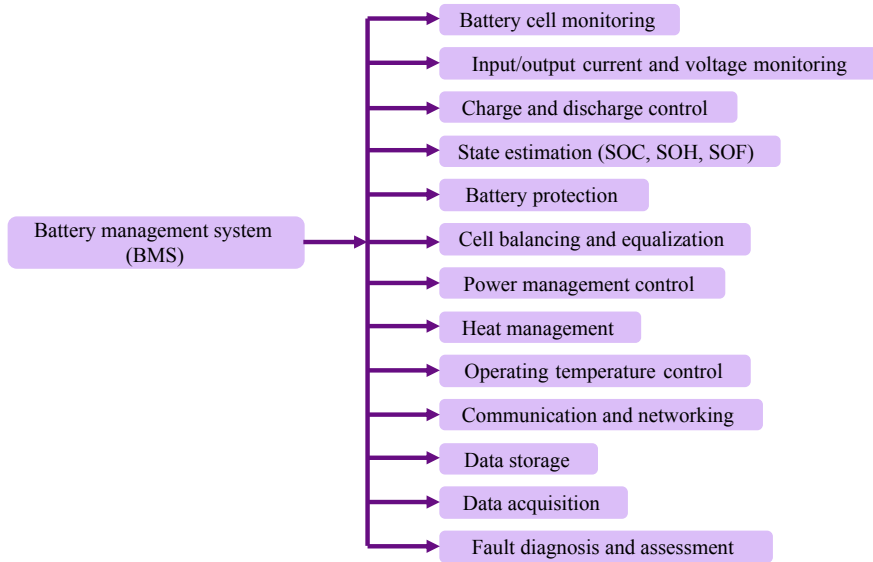 Battery cell monitoring
Input/output current and voltage monitoring
Charge and discharge control
State estimation (SOC, SOH, SOF)
Battery protection
Battery management system
(BMS)
Cell balancing and equalization
Power management control
Heat management
Operating temperature control
Communication and networking
Data storage
Data acquisition
Fault diagnosis and assessment